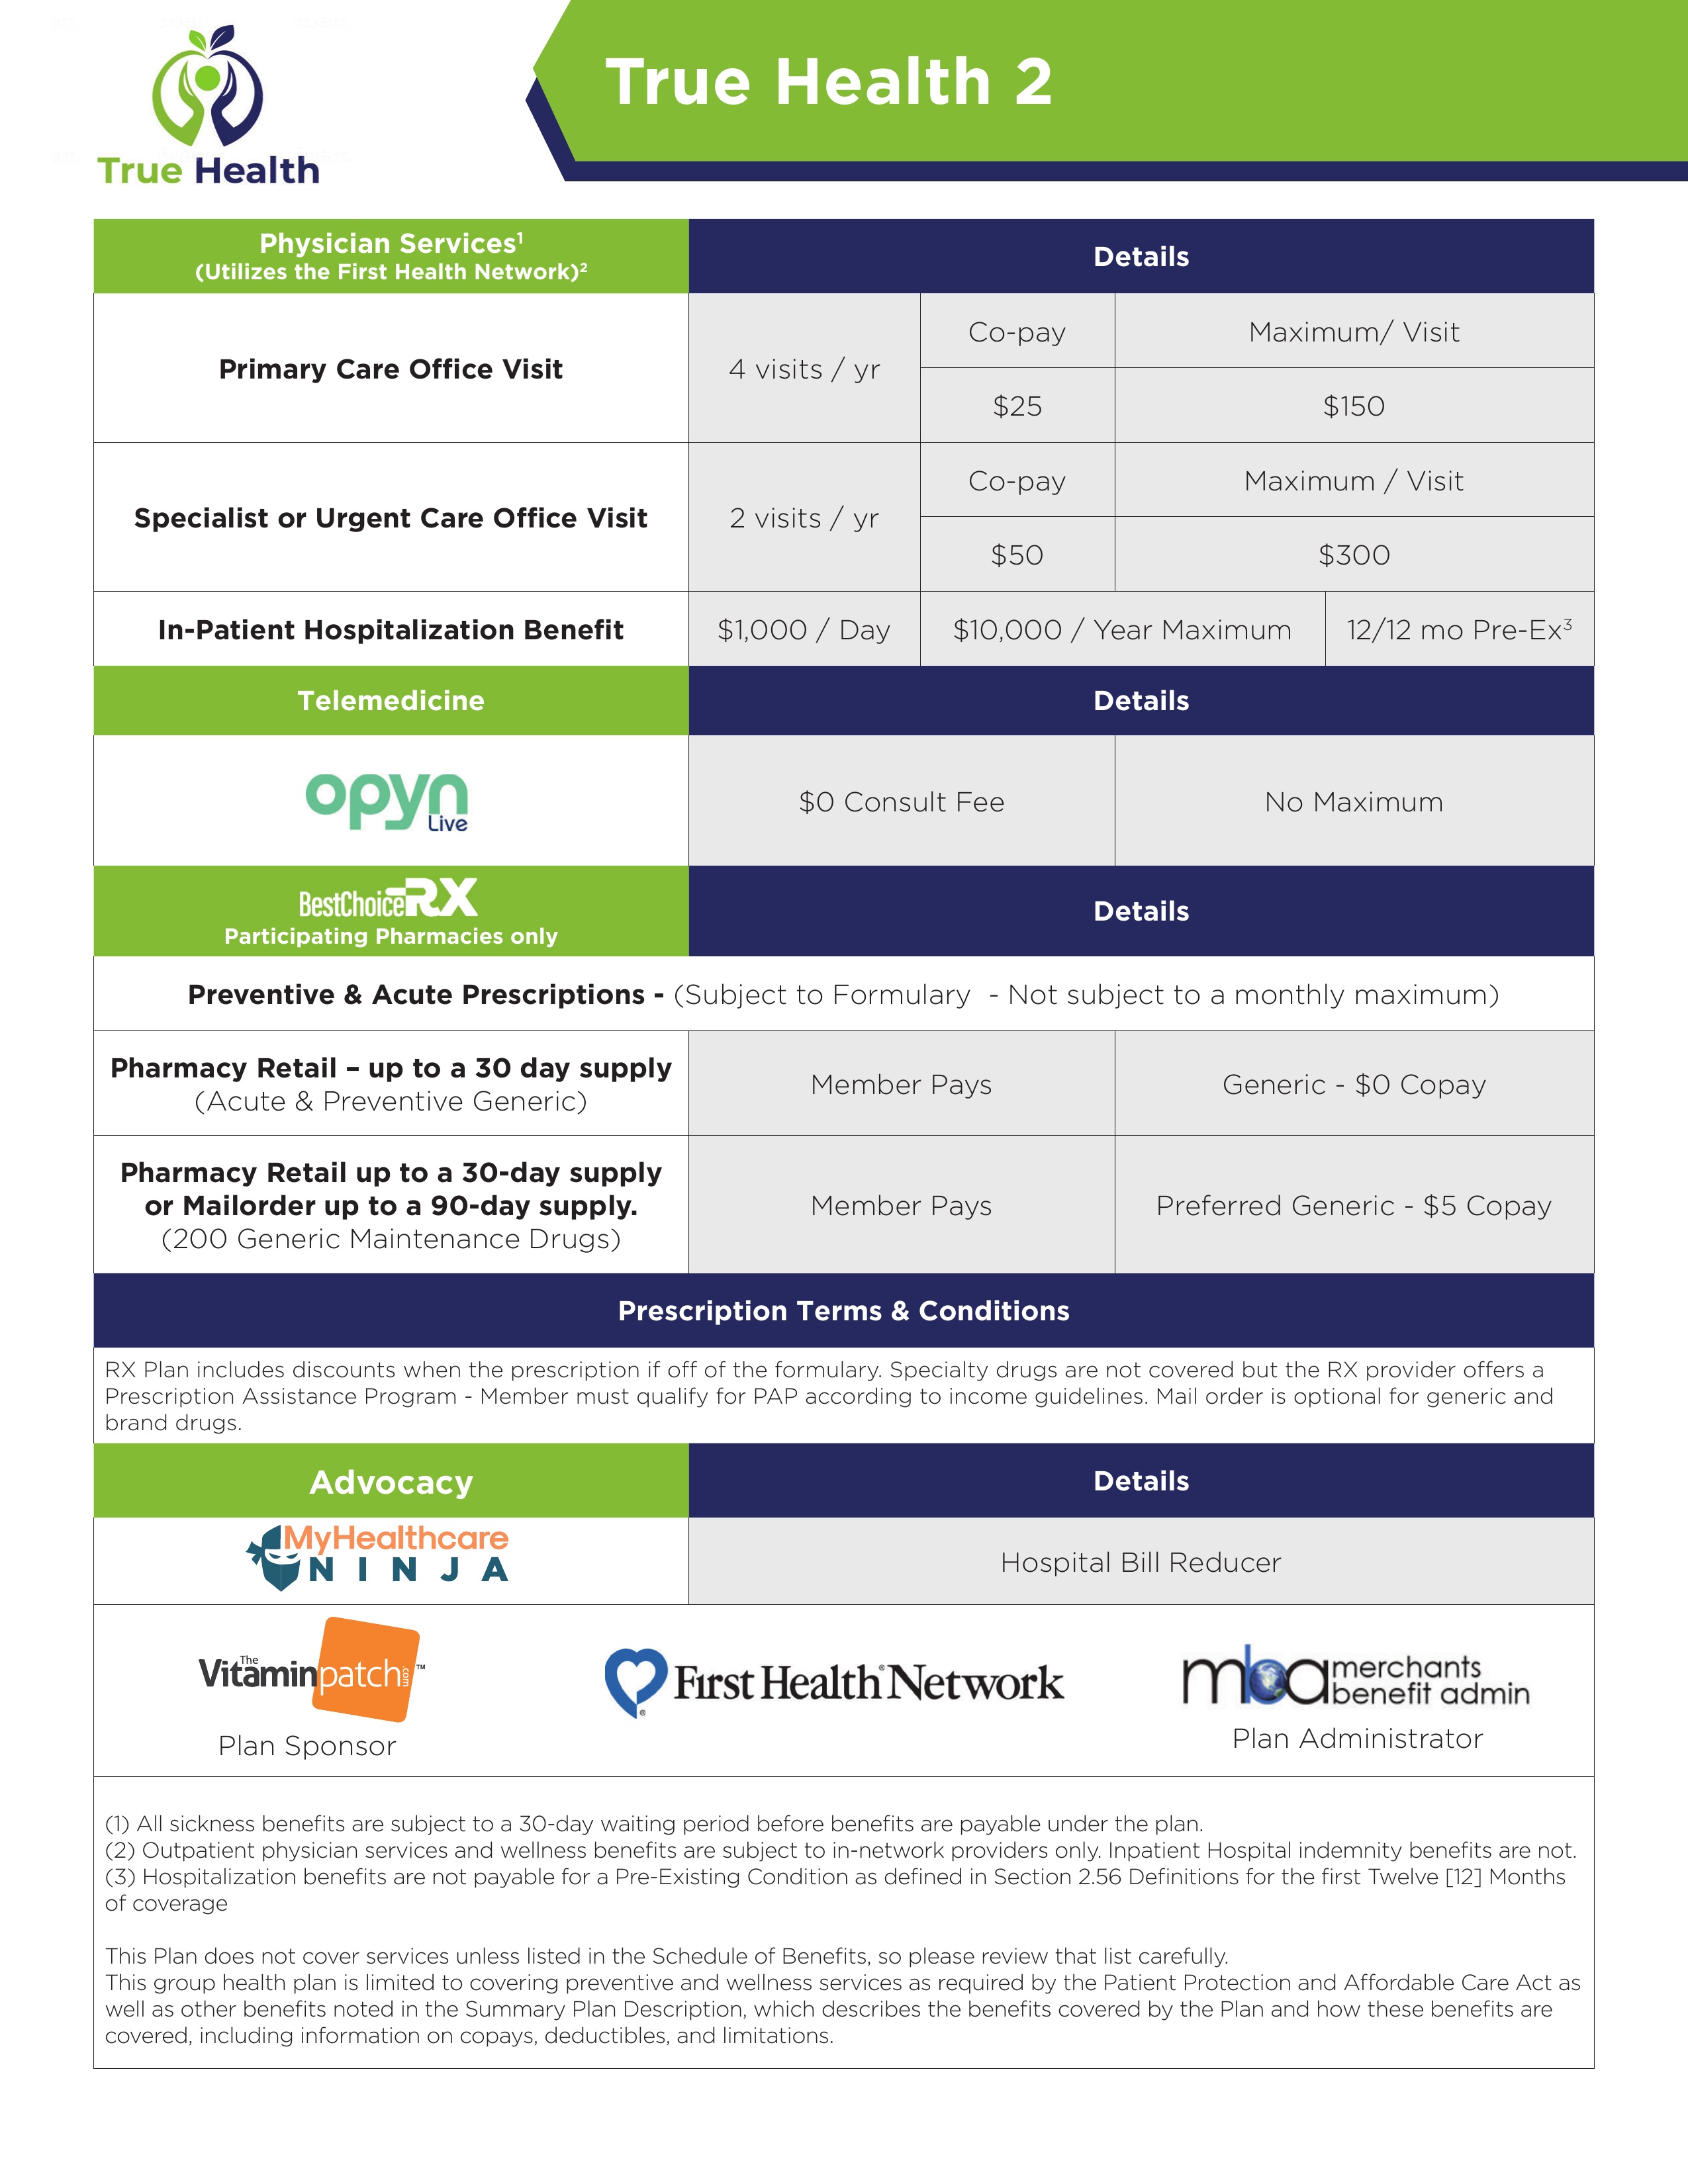 True Health
True Health 2
Physician Services1
(Utilizes the First Health Network)2
Details
Primary Care Office Visit
4 visits / yr
Co-pay
Maximum/ Visit
$25
$150
Specialist or Urgent Care Office Visit
2 visits / yr
Co-pay
Maximum / Visit
$50
$300
In-Patient Hospitalization Benefit
$1,000 / Day
$10,000 / Year Maximum
12/12 mo Pre-Ex3
Telemedicine
Details
opyn
Live
$0 Consult Fee
No Maximum
BestChoiceRX
Participating Pharmacies only
Details
Preventive & Acute Prescriptions - (Subject to Formulary - Not subject to a monthly maximum)
Pharmacy Retail – up to a 30 day supply
(Acute & Preventive Generic)
Member Pays
Generic - $0 Copay
Pharmacy Retail up to a 30-day supply
or Mailorder up to a 90-day supply.
(200 Generic Maintenance Drugs)
Member Pays
Preferred Generic - $5 Copay
Prescription Terms & Conditions
RX Plan includes discounts when the prescription if off of the formulary. Specialty drugs are not covered but the RX provider offers a
Prescription Assistance Program - Member must qualify for PAP according to income guidelines. Mail order is optional for generic and
brand drugs.
Advocacy
Details
MyHealthcare
NINJA
Hospital Bill Reducer
The
Vitaminpatch.com™
Plan Sponsor
First Health® Network
®
mba merchants
benefit admin
Plan Administrator
(1) All sickness benefits are subject to a 30-day waiting period before benefits are payable under the plan.
(2) Outpatient physician services and wellness benefits are subject to in-network providers only. Inpatient Hospital indemnity benefits are not.
(3) Hospitalization benefits are not payable for a Pre-Existing Condition as defined in Section 2.56 Definitions for the first Twelve [12] Months
of coverage
This Plan does not cover services unless listed in the Schedule of Benefits, so please review that list carefully.
This group health plan is limited to covering preventive and wellness services as required by the Patient Protection and Affordable Care Act as
well as other benefits noted in the Summary Plan Description, which describes the benefits covered by the Plan and how these benefits are
covered, including information on copays, deductibles, and limitations.